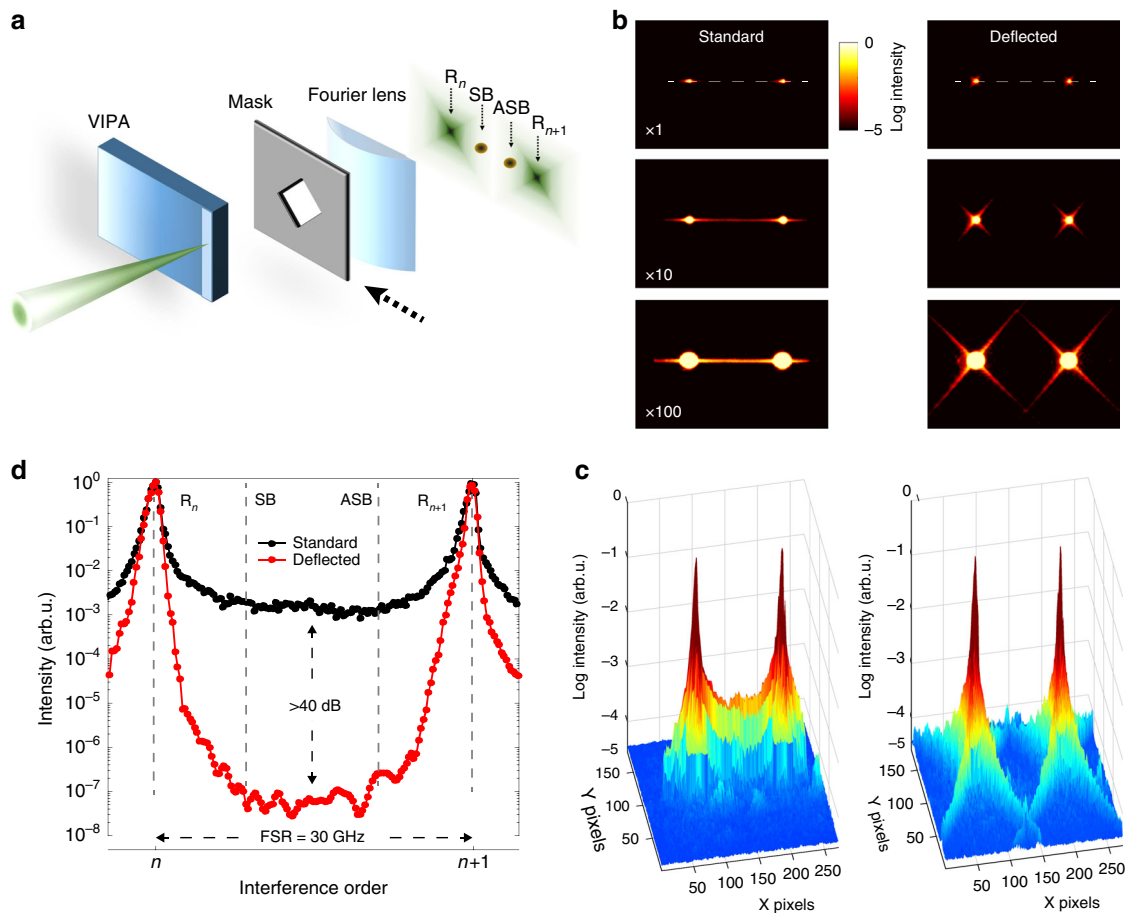 a
VIPA
Mask
Fourier lens
Rn
SB
ASB
Rn+1
b
Standard
0
−5
Log intensity
Deflected
×1
×10
×100
d
Intensity (arb.u.)
10⁰
10⁻¹
10⁻²
10⁻³
10⁻⁴
10⁻⁵
10⁻⁶
10⁻⁷
10⁻⁸
Rn
SB
ASB
Rn+1
Standard
Deflected
>40 dB
FSR = 30 GHz
n
n+1
Interference order
c
Log intensity (arb.u.)
0
−1
−2
−3
−4
−5
150
100
50
Y pixels
50
100
150
200
250
X pixels
Log intensity (arb.u.)
0
−1
−2
−3
−4
−5
150
100
50
Y pixels
50
100
150
200
250
X pixels